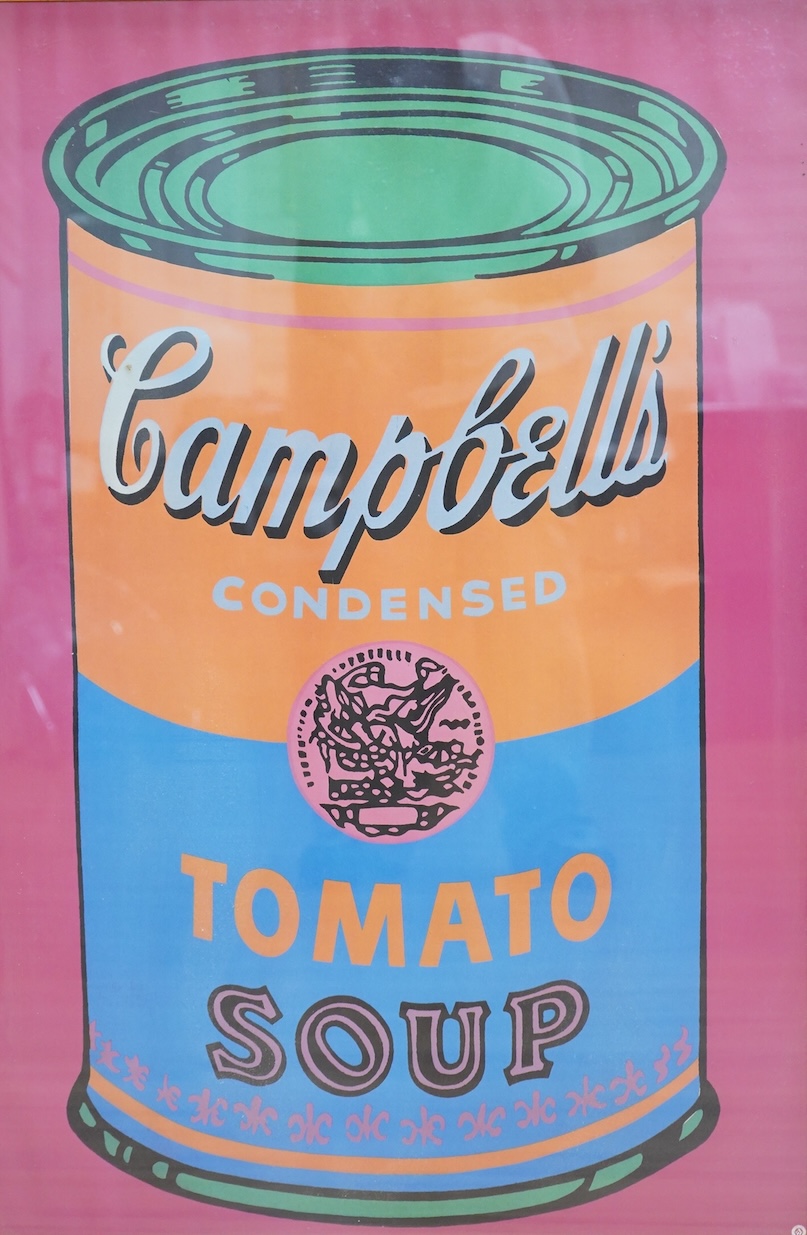 Campbell's
CONDENSED
TOMATO
SOUP